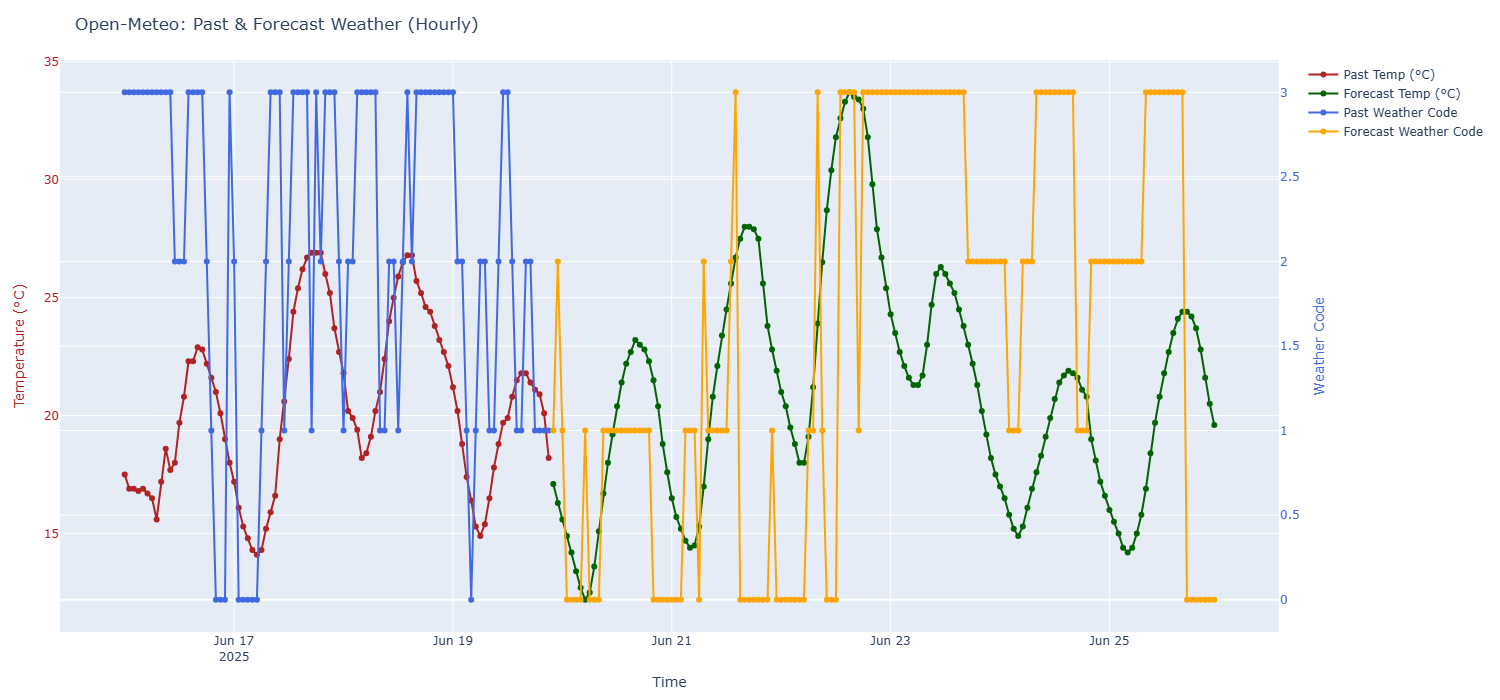 Open-Meteo: Past & Forecast Weather (Hourly)
35
30
25
20
15
Temperature (°C)
3
2.5
2
1.5
1
0.5
0
Weather Code
Jun 17
2025
Jun 19
Jun 21
Jun 23
Jun 25
Time
Past Temp (°C)
Forecast Temp (°C)
Past Weather Code
Forecast Weather Code